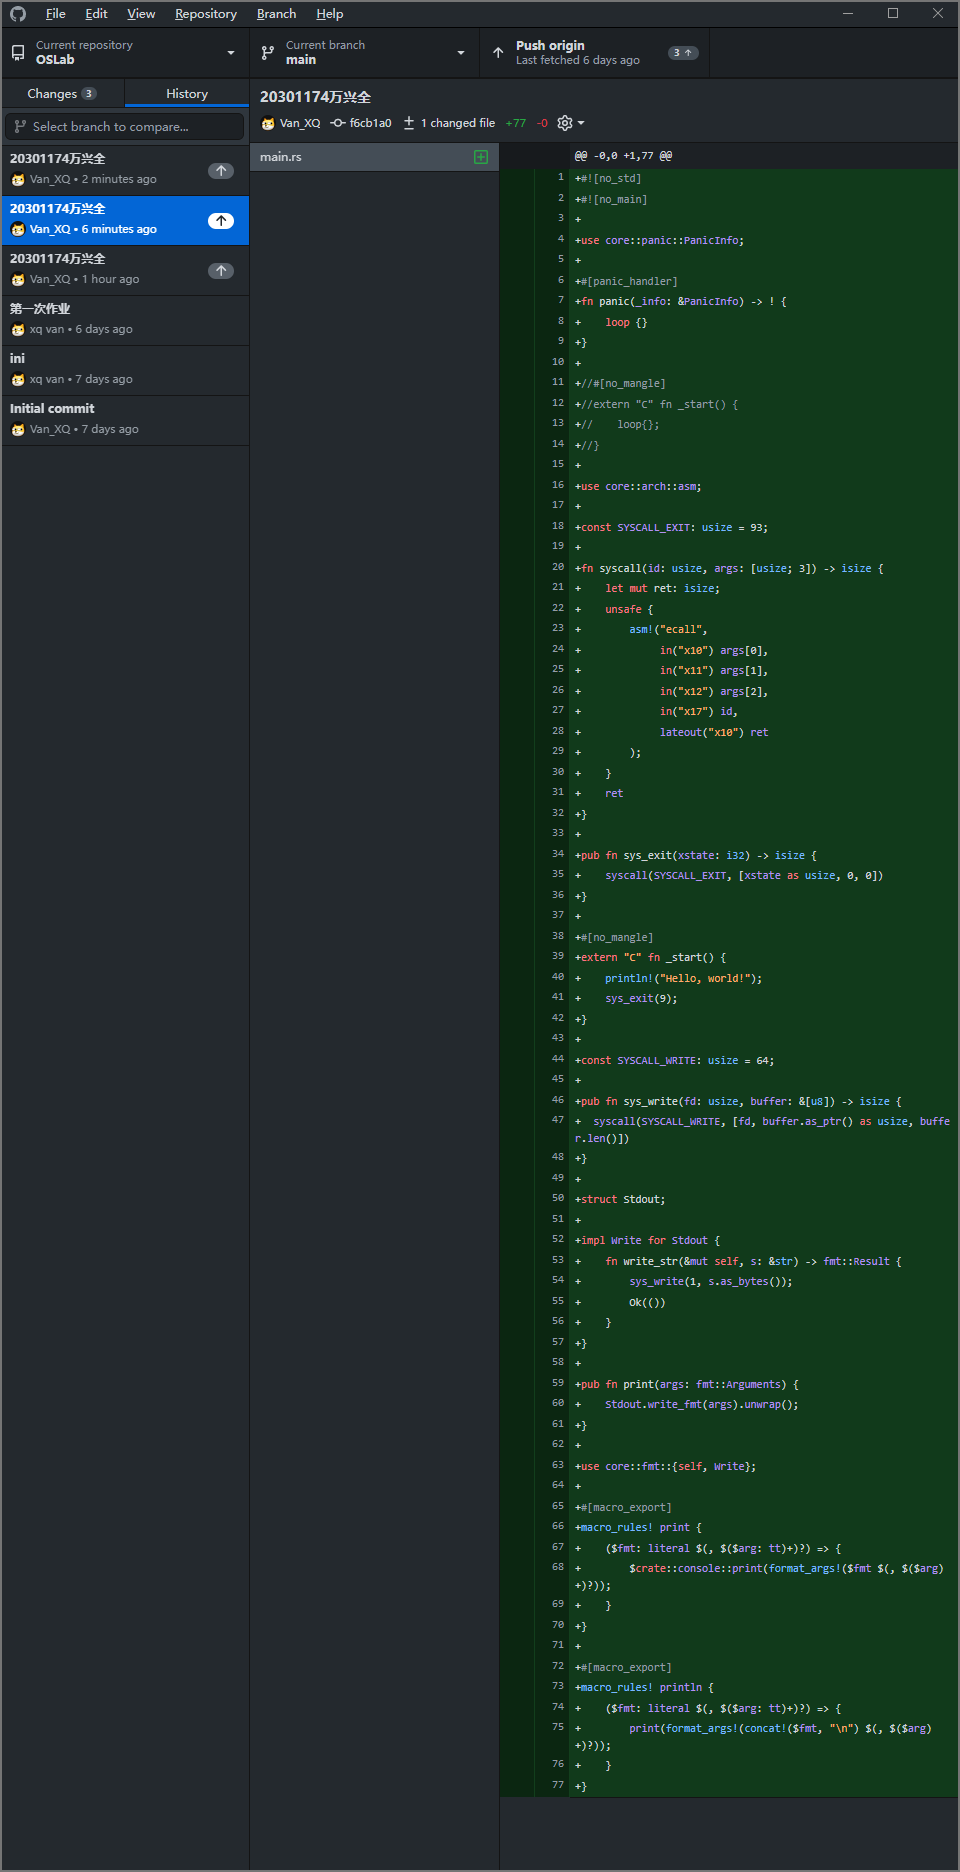 File Edit View Repository Branch Help
Current repository
OSLab
Current branch
main
Push origin
Last fetched 6 days ago
3
Changes 3
History
Select branch to compare...
20301174万兴全
Van_XQ • 2 minutes ago
20301174万兴全
Van_XQ • 6 minutes ago
20301174万兴全
Van_XQ • 1 hour ago
第一次作业
xq van • 6 days ago
ini
xq van • 7 days ago
Initial commit
Van_XQ • 7 days ago
20301174万兴全
Van_XQ f6cb1a0 1 changed file +77 -0
main.rs
@@ -0,0 +1,77 @@
1 +#![no_std]
2 +#![no_main]
3 +
4 +use core::panic::PanicInfo;
5 +
6 +#[panic_handler]
7 +fn panic(_info: &PanicInfo) -> ! {
8 +    loop {}
9 +}
10 +
11 +//#[no_mangle]
12 +//extern "C" fn _start() {
13 +//    loop{};
14 +//}
15 +
16 +use core::arch::asm;
17 +
18 +const SYSCALL_EXIT: usize = 93;
19 +
20 +fn syscall(id: usize, args: [usize; 3]) -> isize {
21 +    let mut ret: isize;
22 +    unsafe {
23 +        asm!("ecall",
24 +             in("x10") args[0],
25 +             in("x11") args[1],
26 +             in("x12") args[2],
27 +             in("x17") id,
28 +             lateout("x10") ret
29 +        );
30 +    }
31 +    ret
32 +}
33 +
34 +pub fn sys_exit(xstate: i32) -> isize {
35 +    syscall(SYSCALL_EXIT, [xstate as usize, 0, 0])
36 +}
37 +
38 +#[no_mangle]
39 +extern "C" fn _start() {
40 +    println!("Hello, world!");
41 +    sys_exit(9);
42 +}
43 +
44 +const SYSCALL_WRITE: usize = 64;
45 +
46 +pub fn sys_write(fd: usize, buffer: &[u8]) -> isize {
47 +  syscall(SYSCALL_WRITE, [fd, buffer.as_ptr() as usize, buffe
r.len()])
48 +}
49 +
50 +struct Stdout;
51 +
52 +impl Write for Stdout {
53 +    fn write_str(&mut self, s: &str) -> fmt::Result {
54 +        sys_write(1, s.as_bytes());
55 +        Ok(())
56 +    }
57 +}
58 +
59 +pub fn print(args: fmt::Arguments) {
60 +    Stdout.write_fmt(args).unwrap();
61 +}
62 +
63 +use core::fmt::{self, Write};
64 +
65 +#[macro_export]
66 +macro_rules! print {
67 +    ($fmt: literal $(, $($arg: tt)+)?) => {
68 +        $crate::console::print(format_args!($fmt $(, $($arg)
+)?));
69 +    }
70 +}
71 +
72 +#[macro_export]
73 +macro_rules! println {
74 +    ($fmt: literal $(, $($arg: tt)+)?) => {
75 +        print(format_args!(concat!($fmt, "\n") $(, $($arg)
+)?));
76 +    }
77 +}